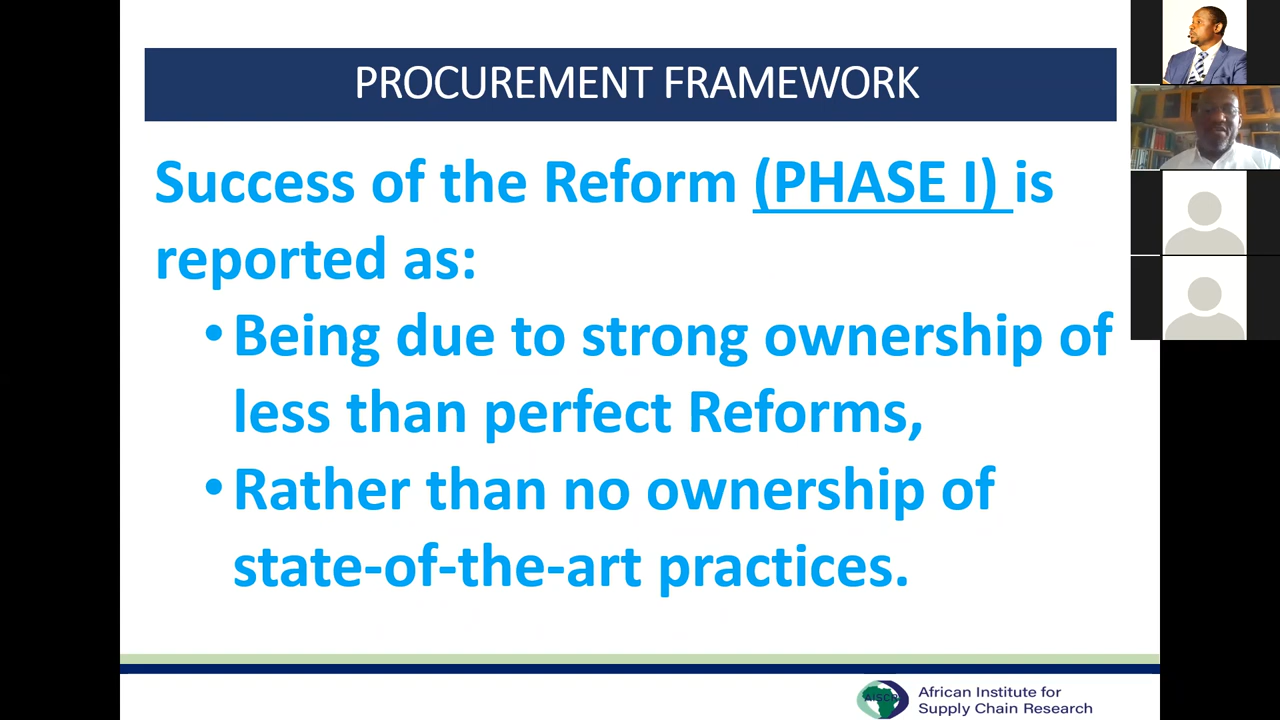 PROCUREMENT FRAMEWORK
Success of the Reform (PHASE I) is
reported as:
•Being due to strong ownership of
less than perfect Reforms,
•Rather than no ownership of
state-of-the-art practices.
AISCR
African Institute for
Supply Chain Research